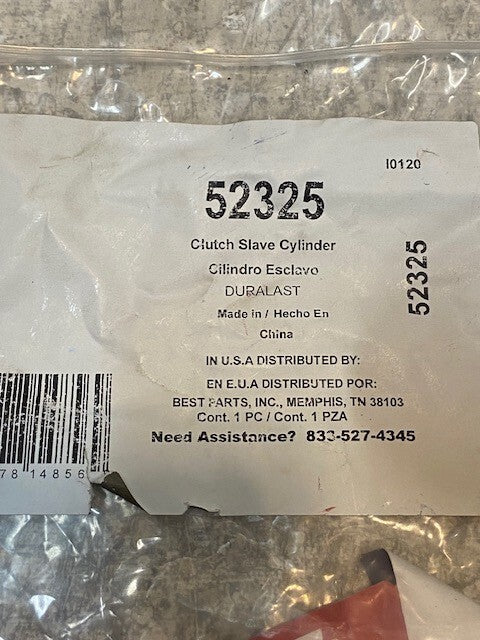 I0120
52325
Clutch Slave Cylinder
Cilindro Esclavo
DURALAST
Made in / Hecho En
China
52325
IN U.S.A DISTRIBUTED BY:
EN E.U.A DISTRIBUTED POR:
BEST PARTS, INC., MEMPHIS, TN 38103
Cont. 1 PC / Cont. 1 PZA
Need Assistance? 833-527-4345
78 14856